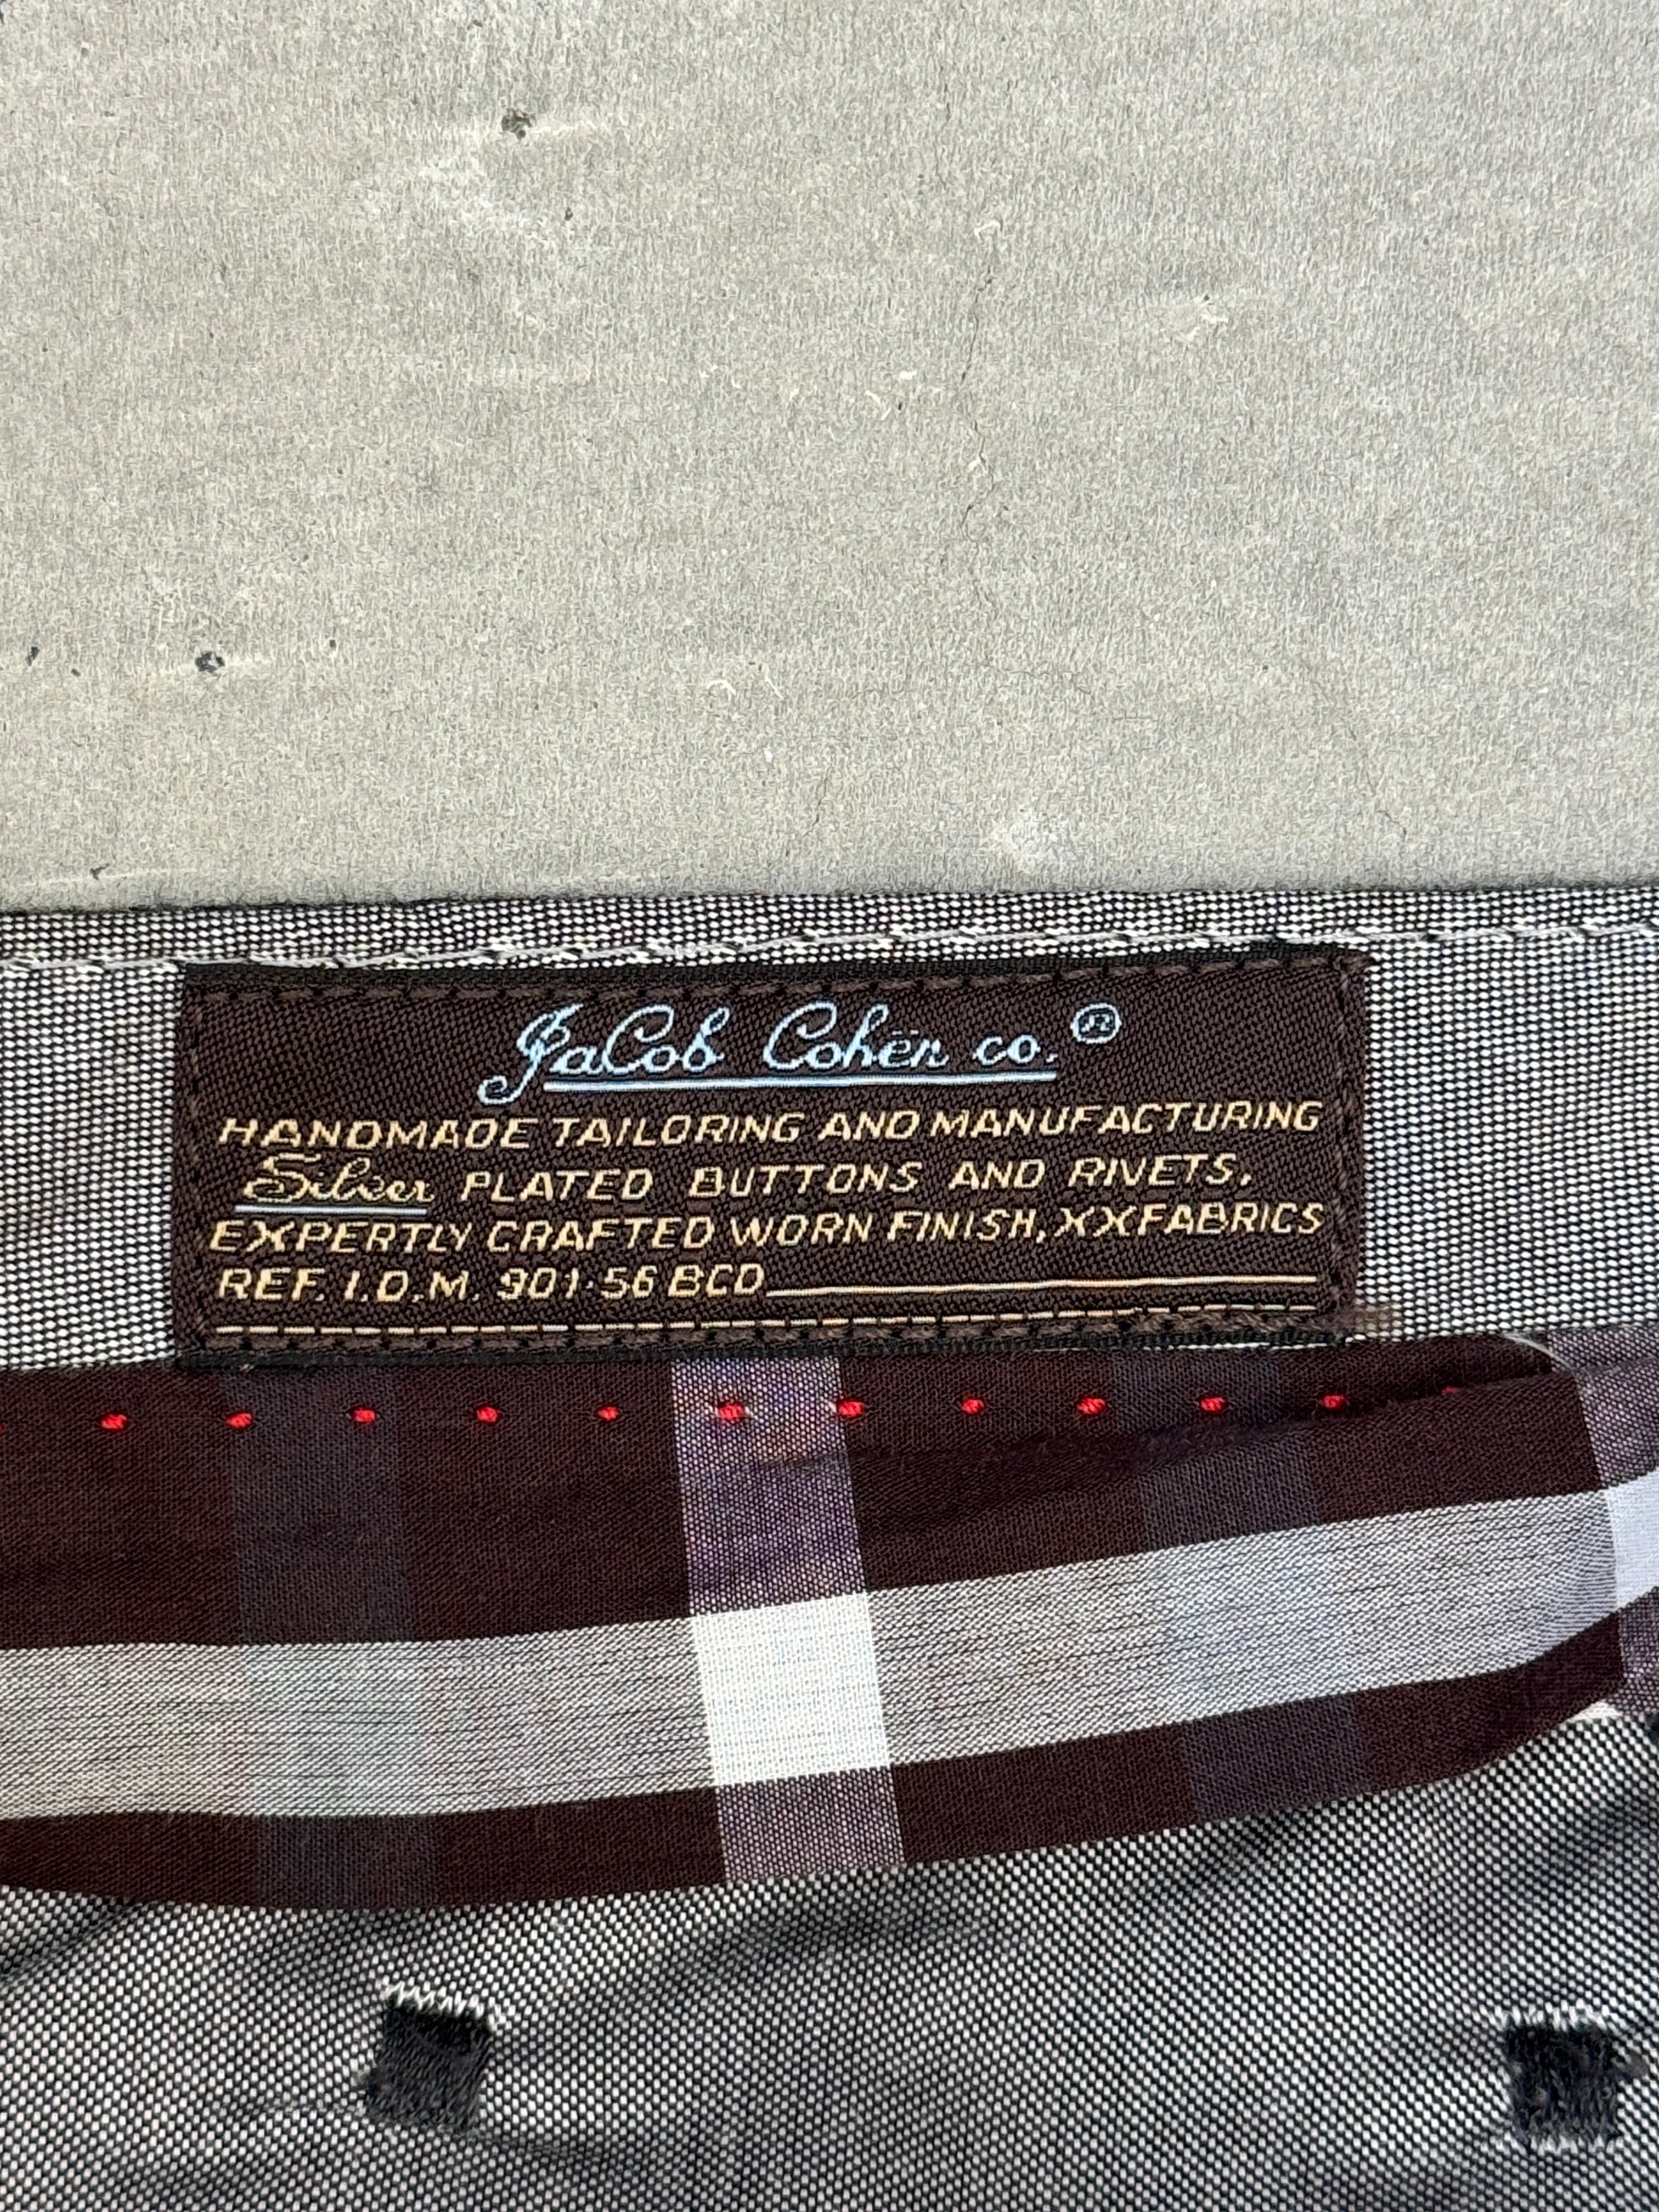 JaCob Cohën co.®
HANDMADE TAILORING AND MANUFACTURING
Silver PLATED BUTTONS AND RIVETS,
EXPERTLY CRAFTED WORN FINISH, XXFABRICS
REF. I.D.M. 901-56 BCD